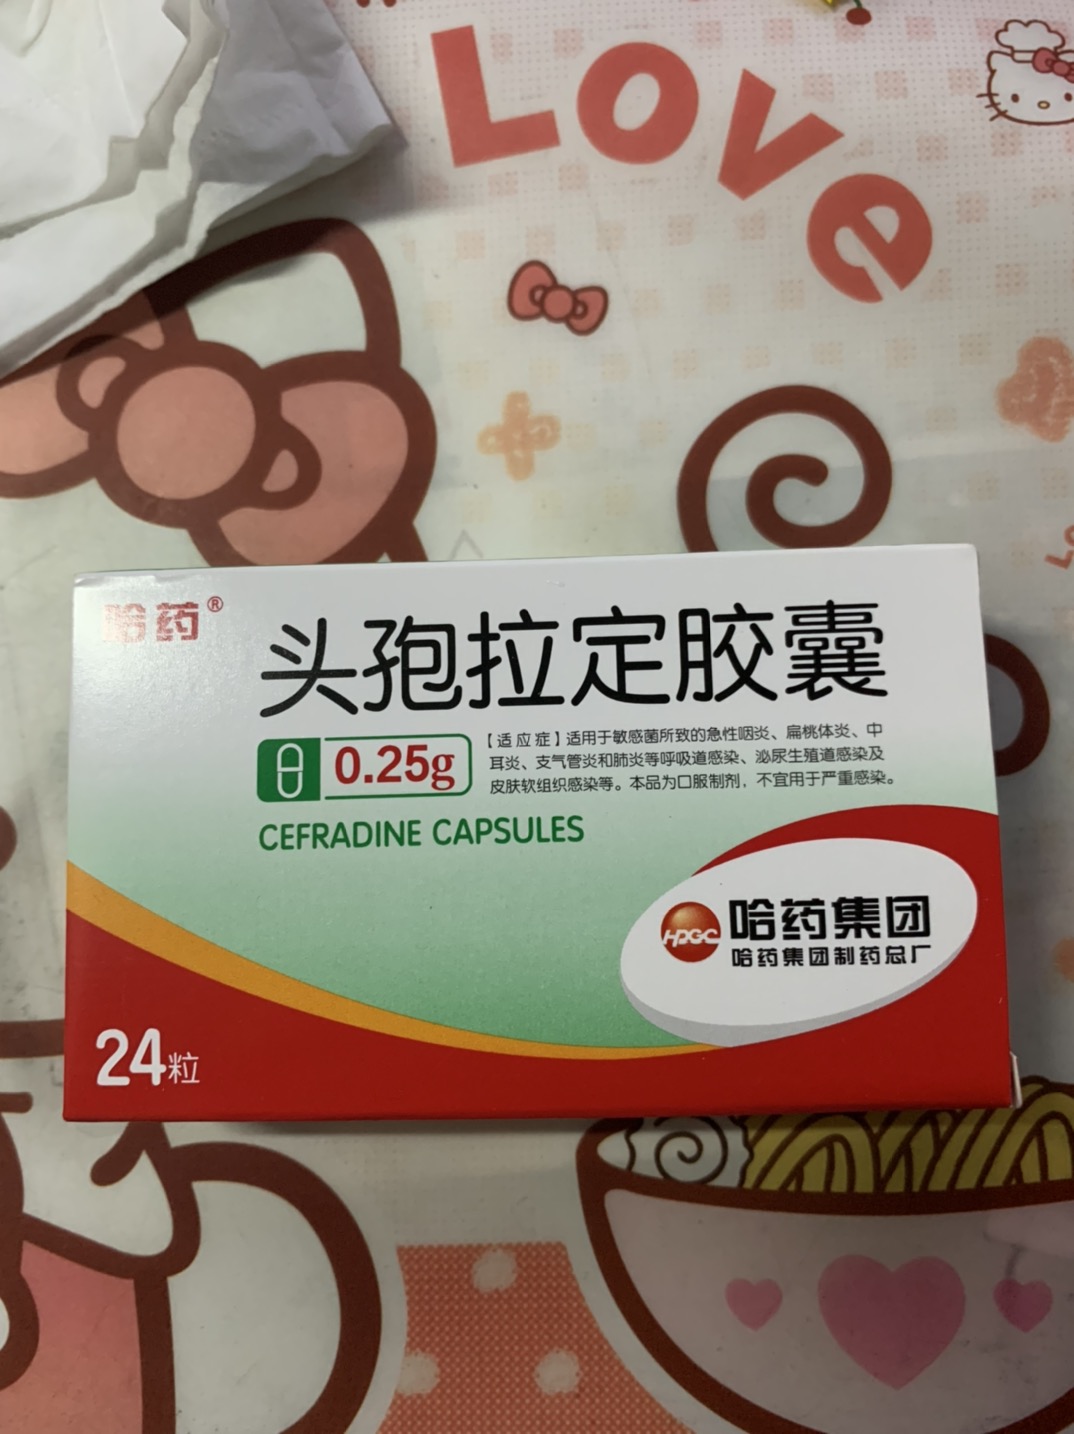 Love
哈药®
头孢拉定胶囊
0.25g
【适应症】适用于敏感菌所致的急性咽炎、扁桃体炎、中
耳炎、支气管炎和肺炎等呼吸道感染、泌尿生殖道感染及
皮肤软组织感染等。本品为口服制剂，不宜用于严重感染。
CEFRADINE CAPSULES
HPGC
哈药集团
哈药集团制药总厂
24粒